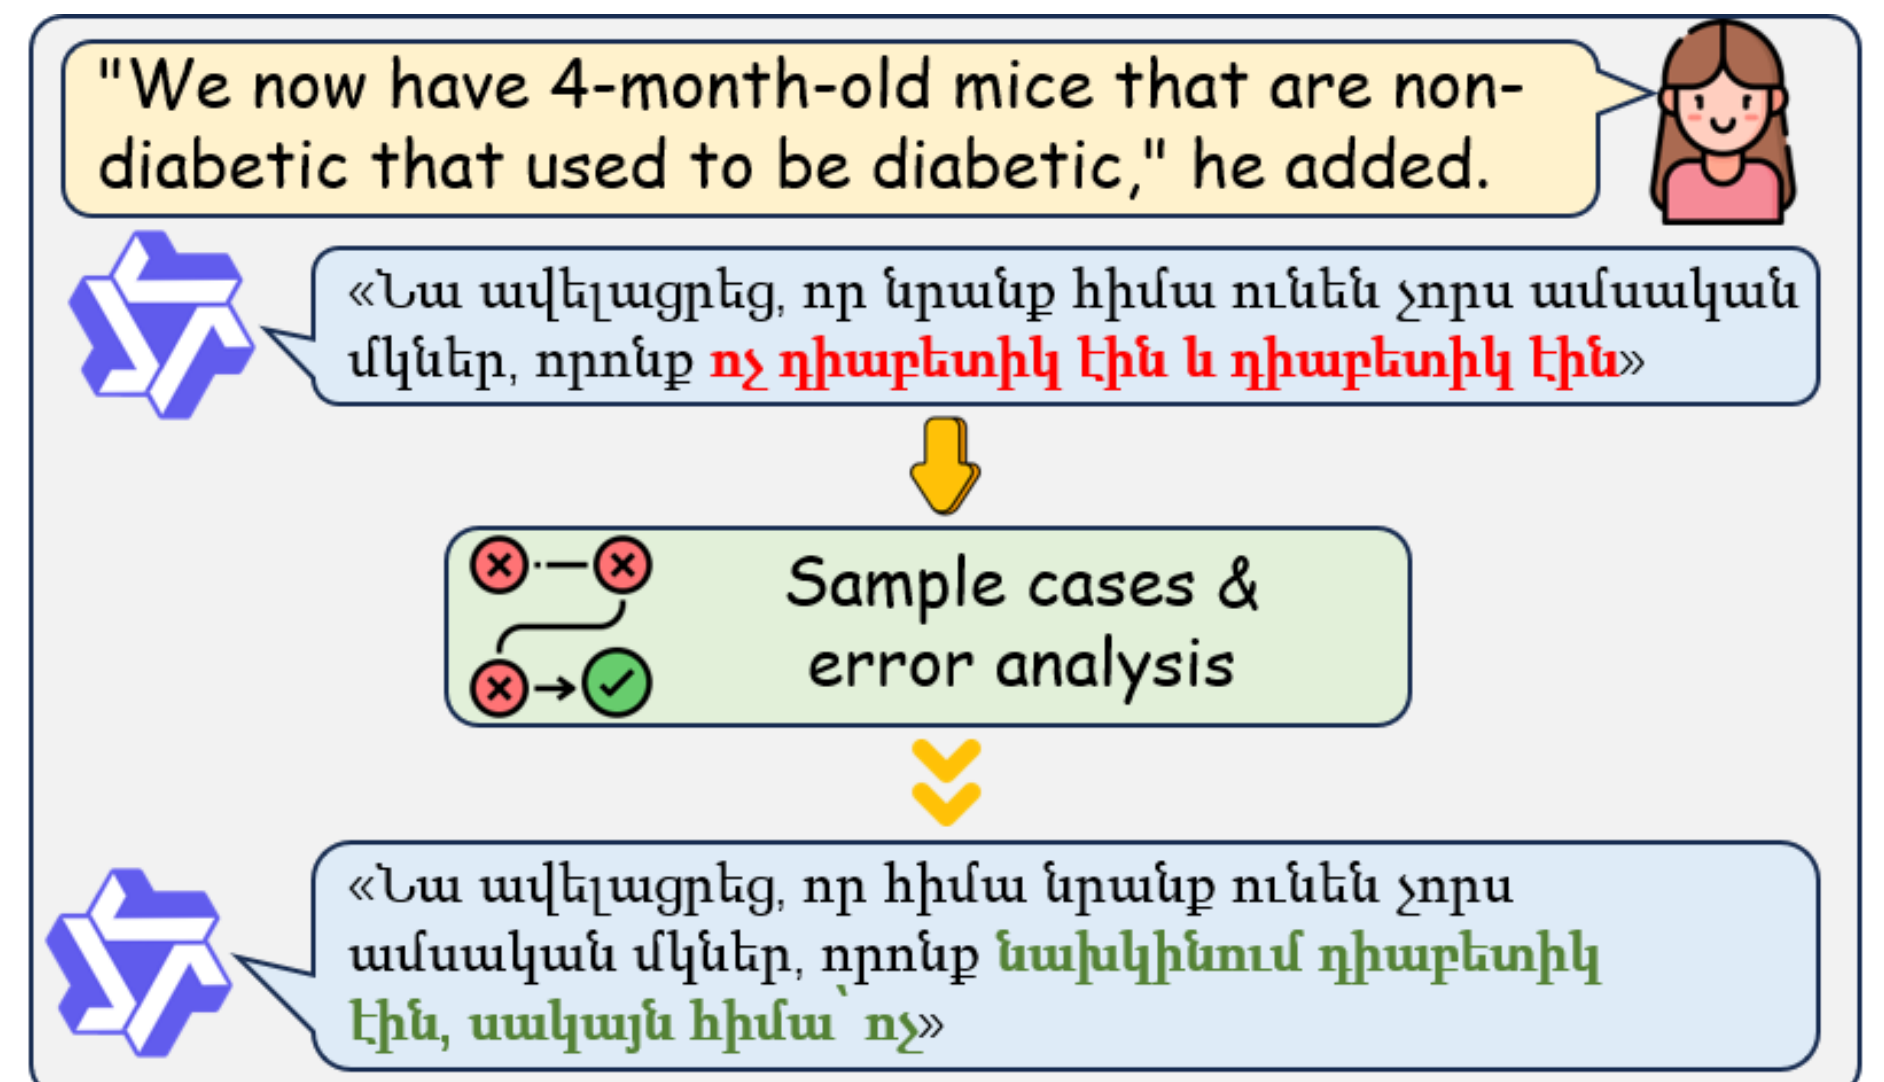 "We now have 4-month-old mice that are non-
diabetic that used to be diabetic," he added.
«Նա ավելացրեց, որ նրանք հիմա ունեն չորս ամսական
մկներ, որոնք ոչ դիաբետիկ էին և դիաբետիկ էին»
Sample cases &
error analysis
«Նա ավելացրեց, որ հիմա նրանք ունեն չորս
ամսական մկներ, որոնք նախկինում դիաբետիկ
էին, սակայն հիմա՝ ոչ»